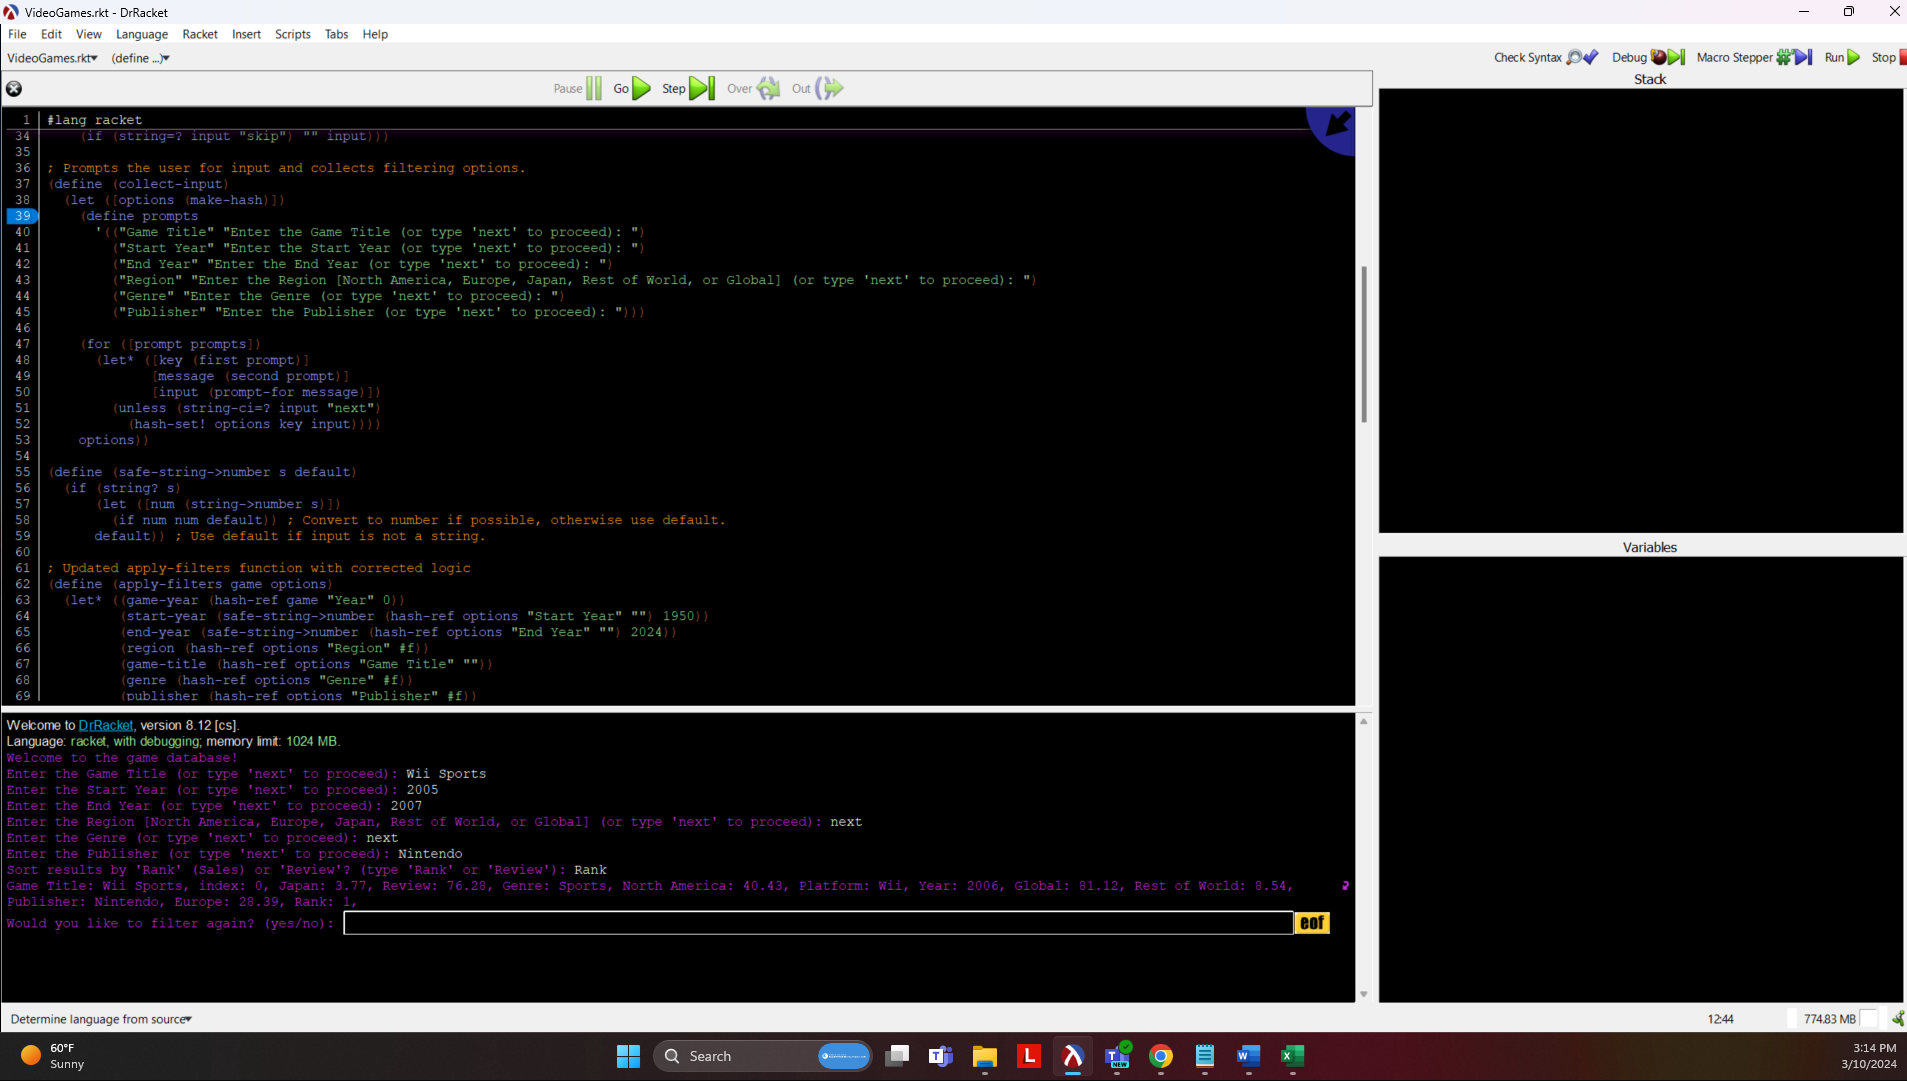 VideoGames.rkt - DrRacket
File Edit View Language Racket Insert Scripts Tabs Help
VideoGames.rkt▾ (define ...)▾
Check Syntax Debug Macro Stepper Run Stop
Pause Go Step Over Out
Stack
1 #lang racket
34     (if (string=? input "skip") "" input)))
35
36 ; Prompts the user for input and collects filtering options.
37 (define (collect-input)
38   (let ([options (make-hash)])
39     (define prompts
40       '(("Game Title" "Enter the Game Title (or type 'next' to proceed): ")
41         ("Start Year" "Enter the Start Year (or type 'next' to proceed): ")
42         ("End Year" "Enter the End Year (or type 'next' to proceed): ")
43         ("Region" "Enter the Region [North America, Europe, Japan, Rest of World, or Global] (or type 'next' to proceed): ")
44         ("Genre" "Enter the Genre (or type 'next' to proceed): ")
45         ("Publisher" "Enter the Publisher (or type 'next' to proceed): ")))
46
47     (for ([prompt prompts])
48       (let* ([key (first prompt)]
49              [message (second prompt)]
50              [input (prompt-for message)])
51         (unless (string-ci=? input "next")
52           (hash-set! options key input))))
53     options))
54
55 (define (safe-string->number s default)
56   (if (string? s)
57       (let ([num (string->number s)])
58         (if num num default)) ; Convert to number if possible, otherwise use default.
59       default)) ; Use default if input is not a string.
60
61 ; Updated apply-filters function with corrected logic
62 (define (apply-filters game options)
63   (let* ((game-year (hash-ref game "Year" 0))
64          (start-year (safe-string->number (hash-ref options "Start Year" "") 1950))
65          (end-year (safe-string->number (hash-ref options "End Year" "") 2024))
66          (region (hash-ref options "Region" #f))
67          (game-title (hash-ref options "Game Title" ""))
68          (genre (hash-ref options "Genre" #f))
69          (publisher (hash-ref options "Publisher" #f))
Variables
Welcome to DrRacket, version 8.12 [cs].
Language: racket, with debugging; memory limit: 1024 MB.
Welcome to the game database!
Enter the Game Title (or type 'next' to proceed): Wii Sports
Enter the Start Year (or type 'next' to proceed): 2005
Enter the End Year (or type 'next' to proceed): 2007
Enter the Region [North America, Europe, Japan, Rest of World, or Global] (or type 'next' to proceed): next
Enter the Genre (or type 'next' to proceed): next
Enter the Publisher (or type 'next' to proceed): Nintendo
Sort results by 'Rank' (Sales) or 'Review'? (type 'Rank' or 'Review'): Rank
Game Title: Wii Sports, index: 0, Japan: 3.77, Review: 76.28, Genre: Sports, North America: 40.43, Platform: Wii, Year: 2006, Global: 81.12, Rest of World: 8.54,
Publisher: Nintendo, Europe: 28.39, Rank: 1,
Would you like to filter again? (yes/no): eof
Determine language from source▾ 12:44 774.83 MB
60°F
Sunny
Search
L
T
NEW
W
X
3:14 PM
3/10/2024